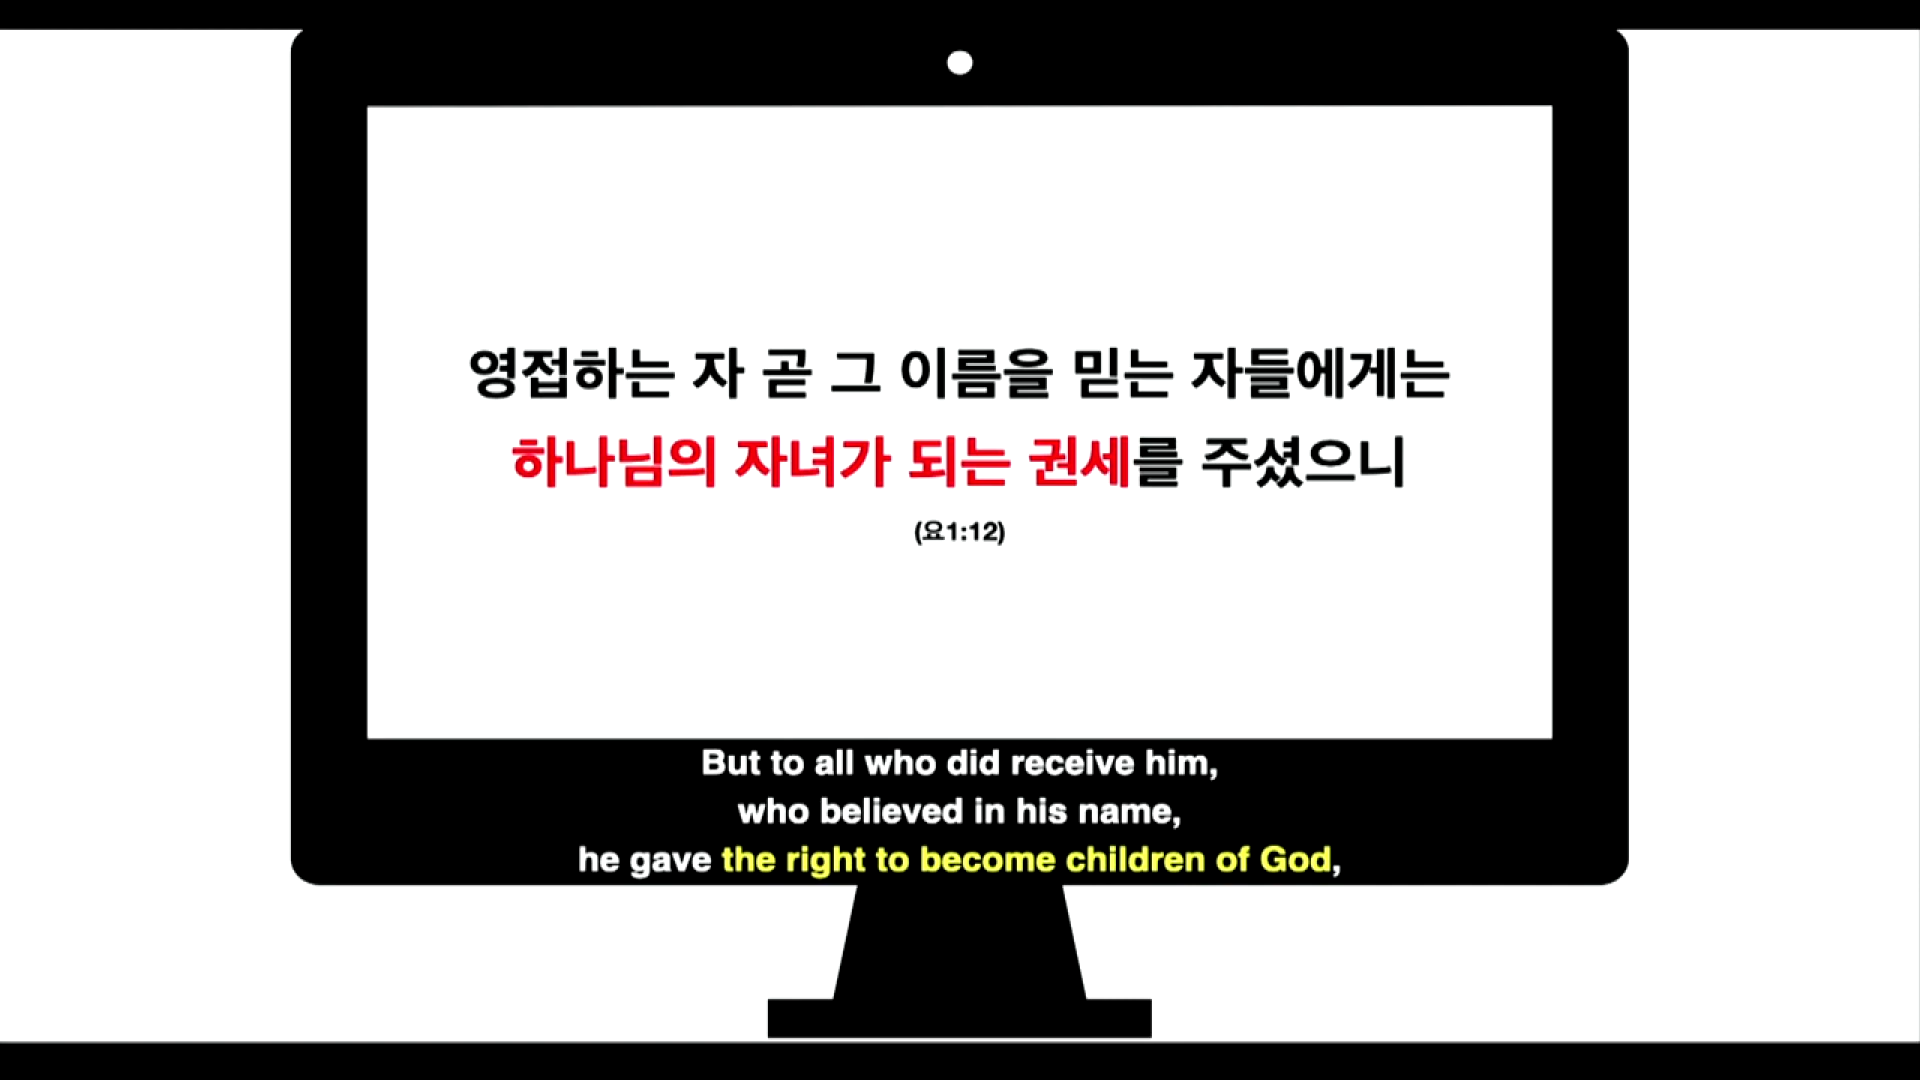 영접하는 자 곧 그 이름을 믿는 자들에게는
하나님의 자녀가 되는 권세를 주셨으니
(요1:12)
But to all who did receive him,
who believed in his name,
he gave the right to become children of God,